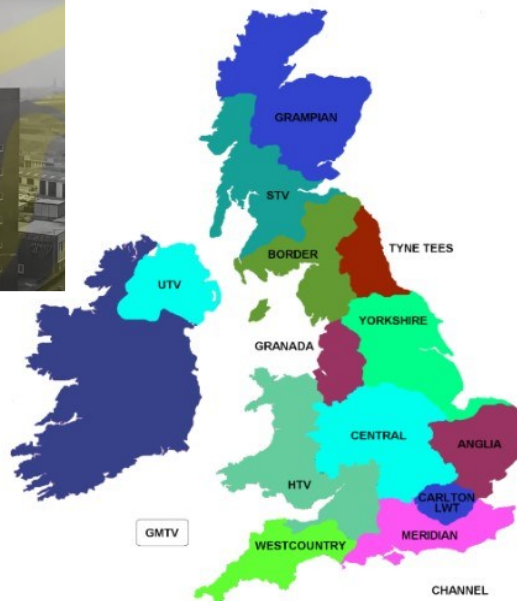 GRAMPIAN
STV
BORDER
TYNE TEES
UTV
YORKSHIRE
GRANADA
CENTRAL
ANGLIA
HTV
CARLTON
LWT
GMTV
MERIDIAN
WESTCOUNTRY
CHANNEL